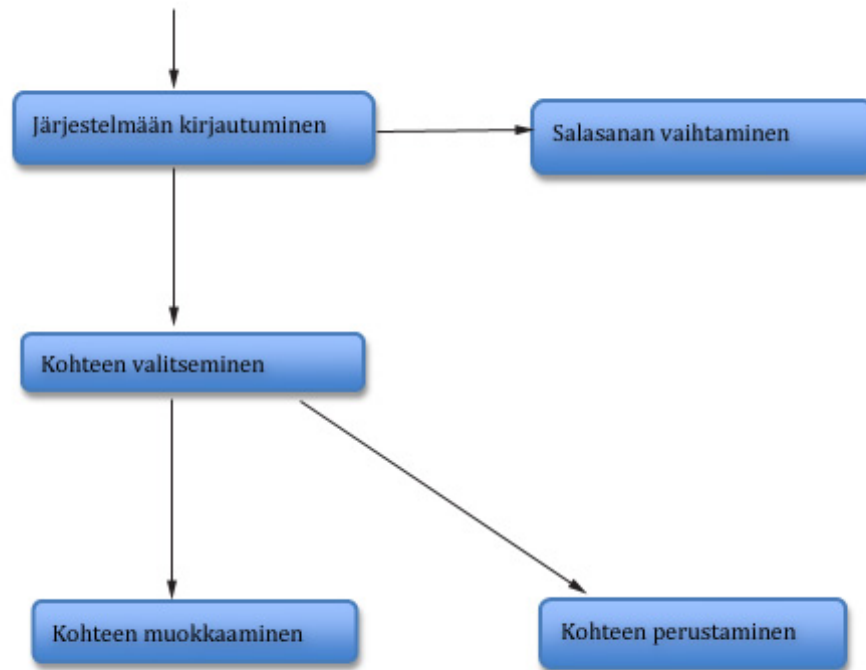 Järjestelmään kirjautuminen
Salasanan vaihtaminen
Kohteen valitseminen
Kohteen muokkaaminen
Kohteen perustaminen